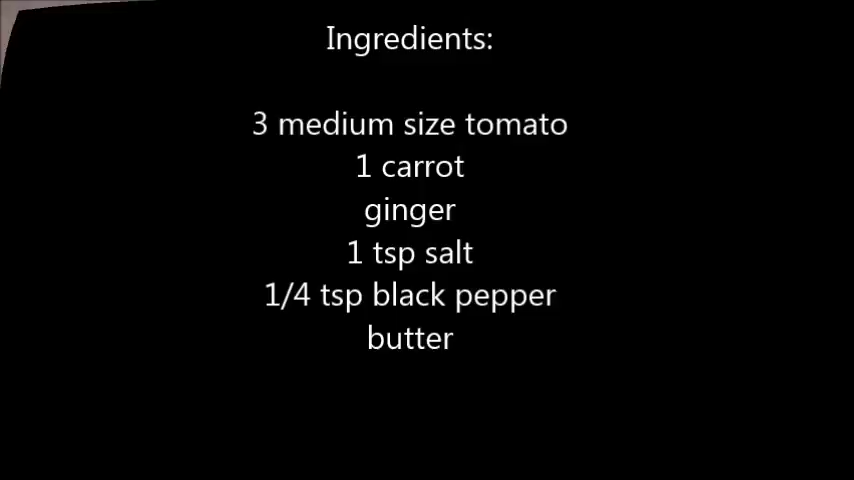 Ingredients:
3 medium size tomato
1 carrot
ginger
1 tsp salt
1/4 tsp black pepper
butter